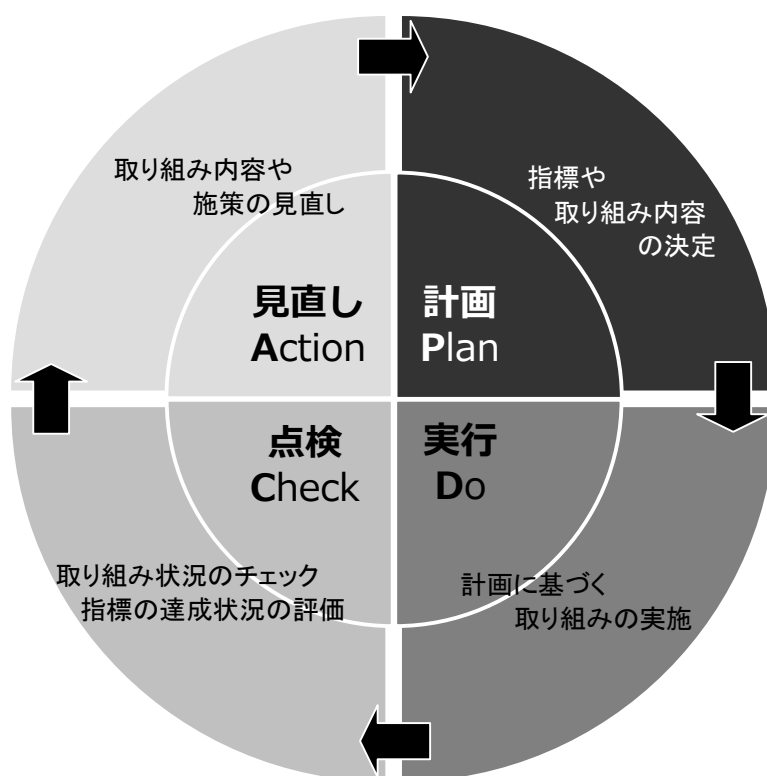 取り組み内容や
施策の見直し
指標や
取り組み内容
の決定
見直し
Action
計画
Plan
点検
Check
実行
Do
取り組み状況のチェック
指標の達成状況の評価
計画に基づく
取り組みの実施